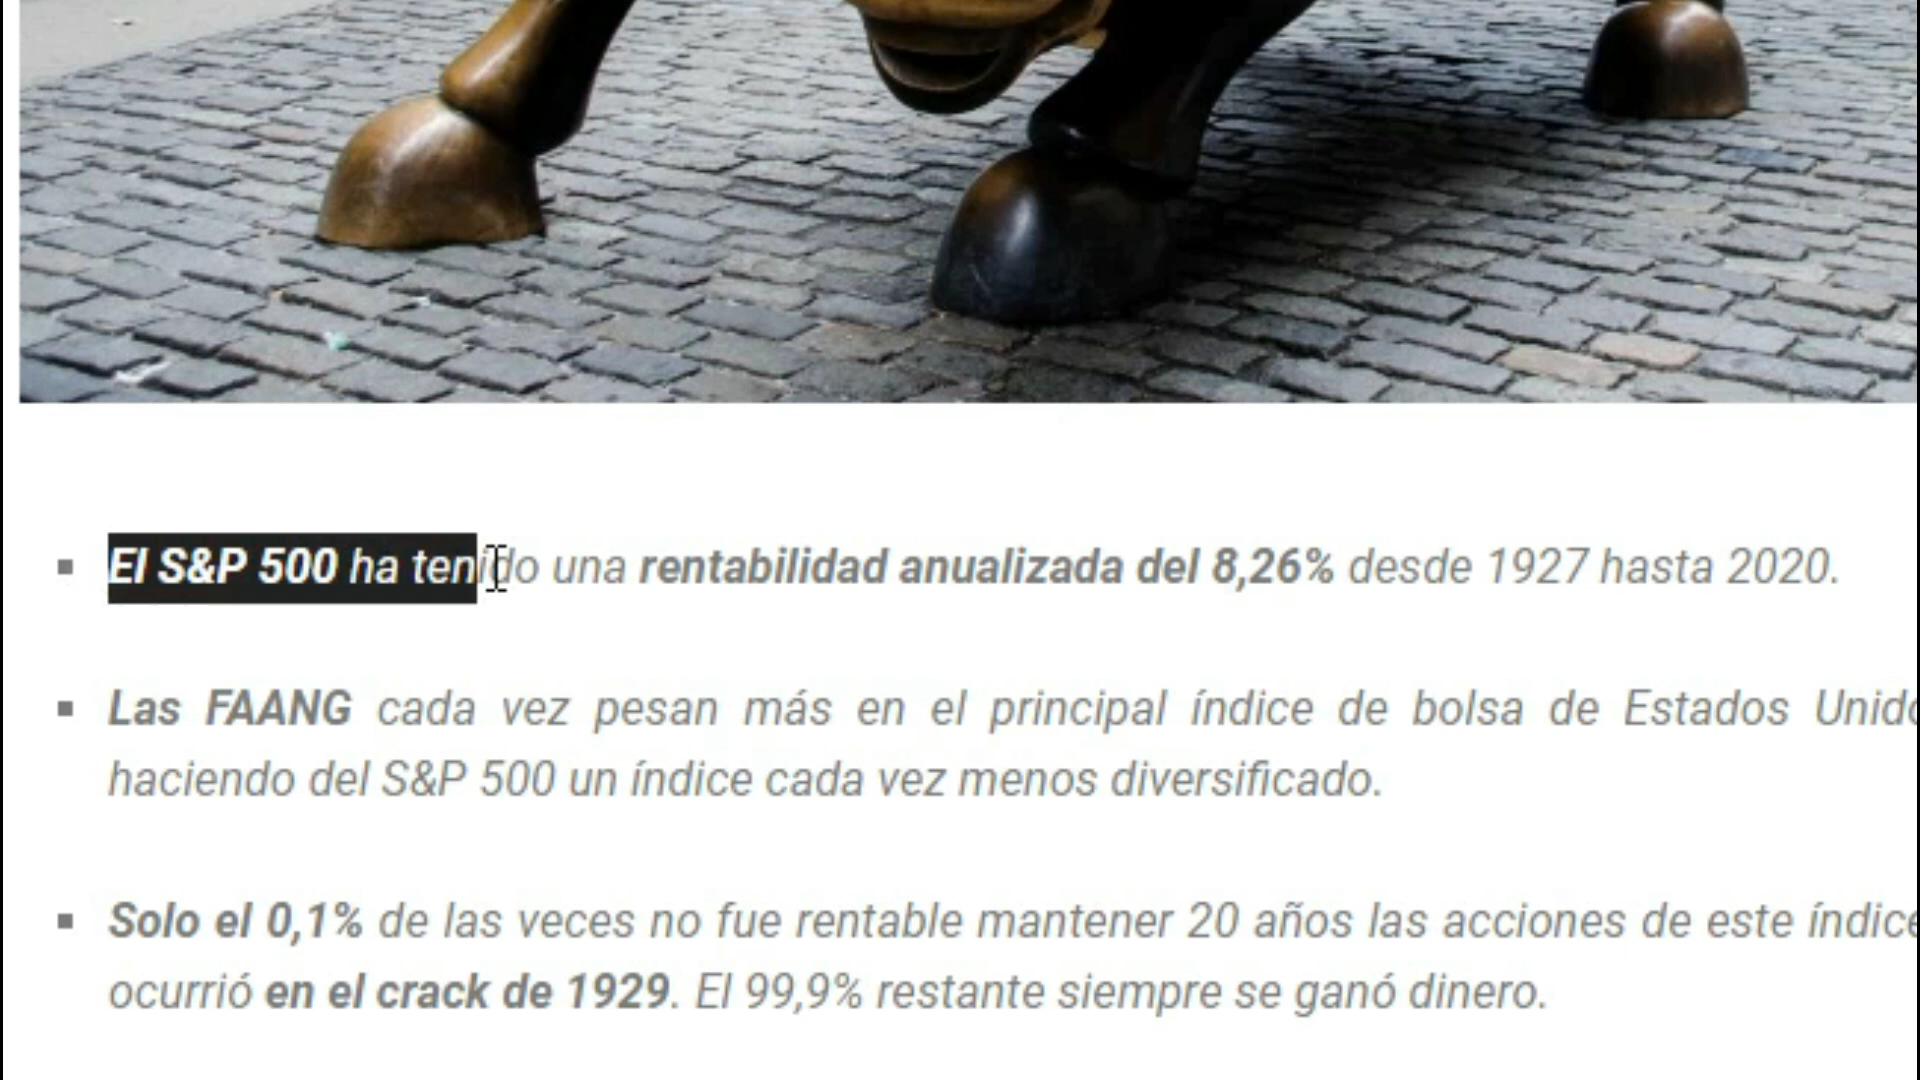 El S&P 500 ha tenido una rentabilidad anualizada del 8,26% desde 1927 hasta 2020.
Las FAANG cada vez pesan más en el principal índice de bolsa de Estados
haciendo del S&P 500 un índice cada vez menos diversificado.
Solo el 0,1% de las veces no fue rentable mantener 20 años las acciones de este
ocurrió en el crack de 1929. El 99,9% restante siempre se ganó dinero.